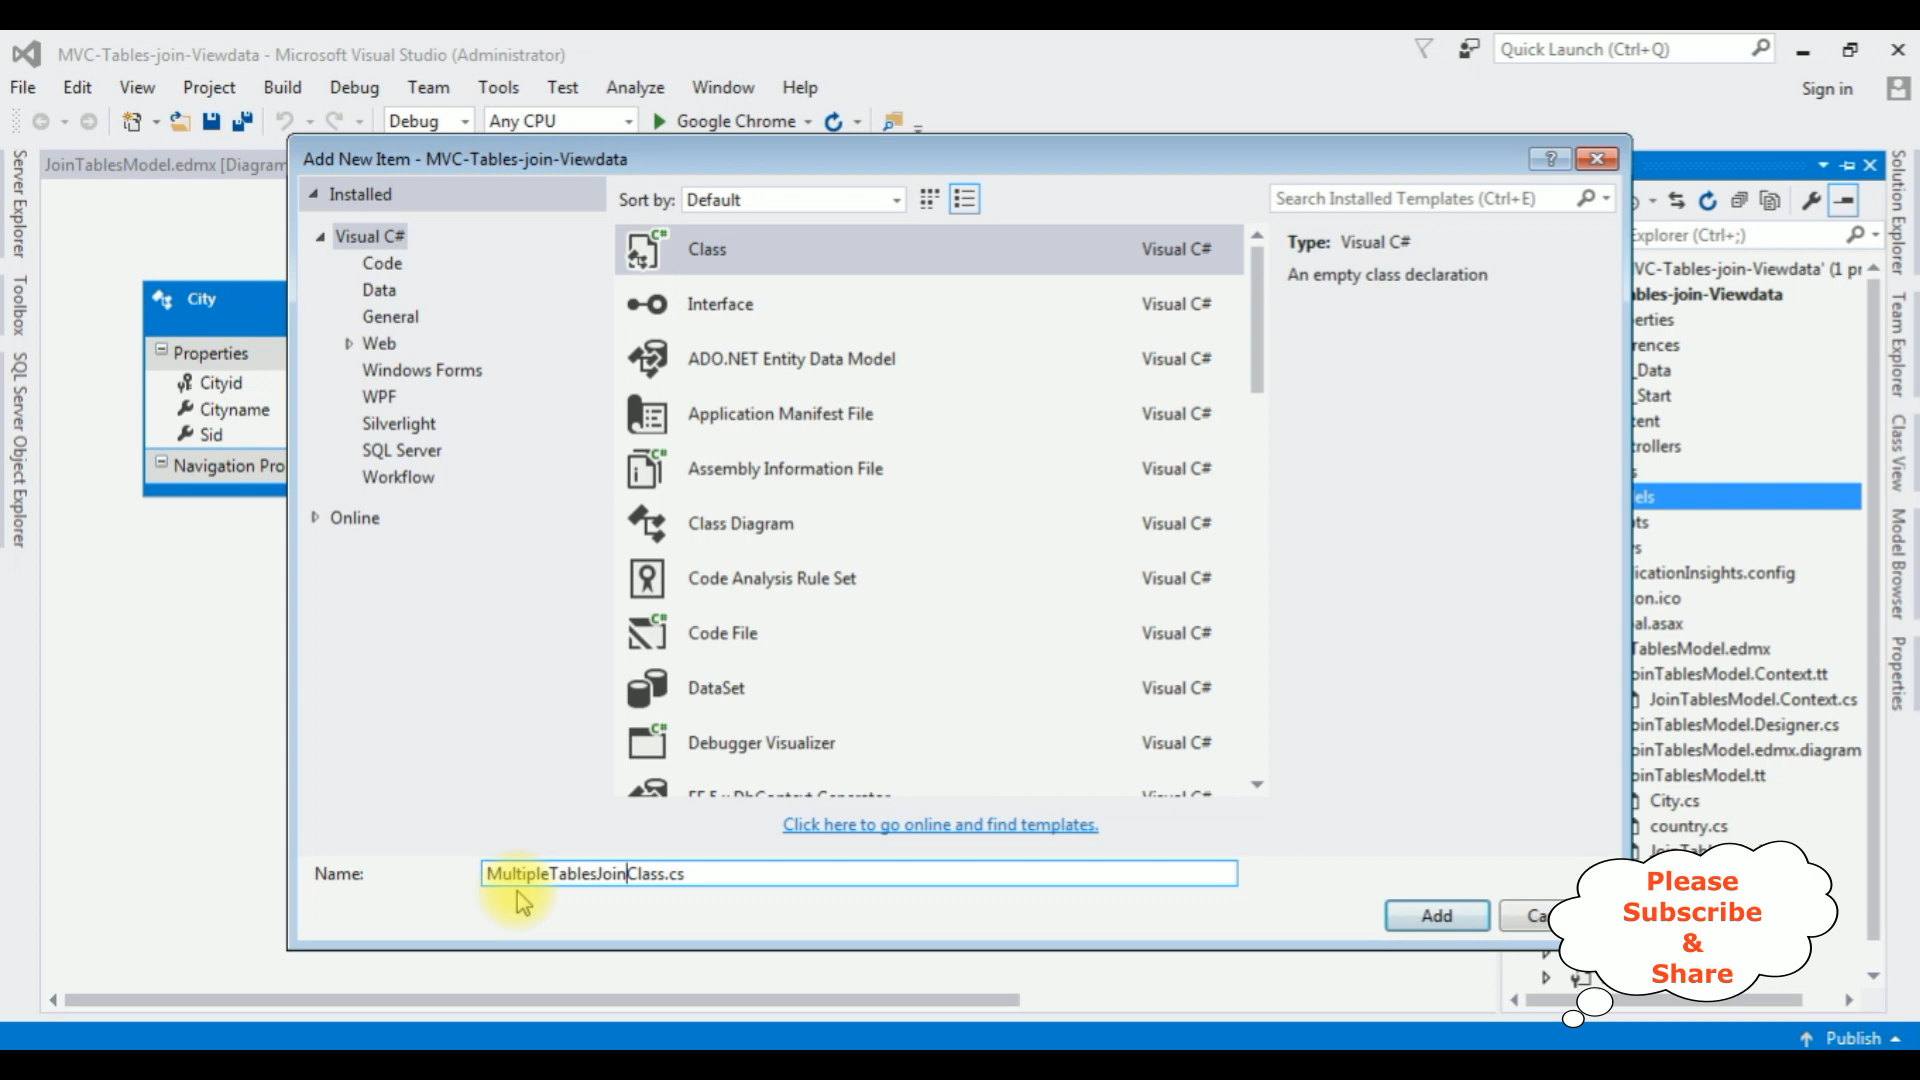 MVC-Tables-join-Viewdata - Microsoft Visual Studio (Administrator)
Quick Launch (Ctrl+Q)
File Edit View Project Build Debug Team Tools Test Analyze Window Help
Sign in
Debug
Any CPU
Google Chrome
Server Explorer
Toolbox
SQL Server Object Explorer
JoinTablesModel.edmx [Diagram
City
Properties
Cityid
Cityname
Sid
Navigation Pro
Add New Item - MVC-Tables-join-Viewdata
Installed
Visual C#
Code
Data
General
Web
Windows Forms
WPF
Silverlight
SQL Server
Workflow
Online
Sort by: Default
Class Visual C#
Interface Visual C#
ADO.NET Entity Data Model Visual C#
Application Manifest File Visual C#
Assembly Information File Visual C#
Class Diagram Visual C#
Code Analysis Rule Set Visual C#
Code File Visual C#
DataSet Visual C#
Debugger Visualizer Visual C#
Click here to go online and find templates.
Search Installed Templates (Ctrl+E)
Type: Visual C#
An empty class declaration
Name: MultipleTablesJoinClass.cs
Add
Ca
Explorer (Ctrl+;)
VC-Tables-join-Viewdata' (1 pr
bles-join-Viewdata
erties
rences
_Data
_Start
tent
trollers
s
els
ts
s
icationInsights.config
on.ico
al.asax
TablesModel.edmx
oinTablesModel.Context.tt
JoinTablesModel.Context.cs
oinTablesModel.Designer.cs
oinTablesModel.edmx.diagram
oinTablesModel.tt
City.cs
country.cs
Please
Subscribe
&
Share
Solution Explorer
Team Explorer
Class View
Model Browser
Properties
Publish